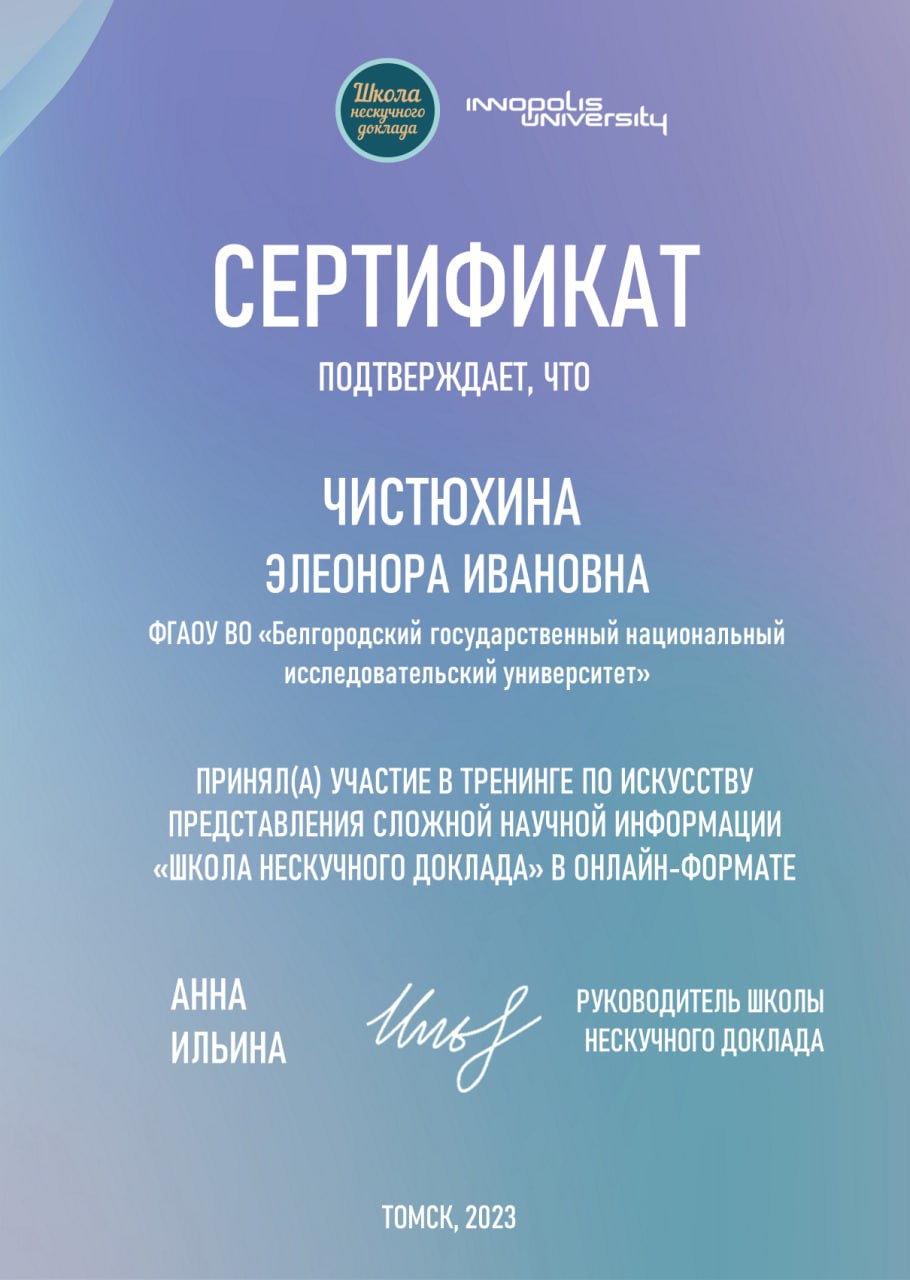 Школа
нескучного
доклада
INNOPOLIS
UNIVERSITY
СЕРТИФИКАТ
ПОДТВЕРЖДАЕТ, ЧТО
ЧИСТЮХИНА
ЭЛЕОНОРА ИВАНОВНА
ФГАОУ ВО «Белгородский государственный национальный
исследовательский университет»
ПРИНЯЛ(А) УЧАСТИЕ В ТРЕНИНГЕ ПО ИСКУССТВУ
ПРЕДСТАВЛЕНИЯ СЛОЖНОЙ НАУЧНОЙ ИНФОРМАЦИИ
«ШКОЛА НЕСКУЧНОГО ДОКЛАДА» В ОНЛАЙН-ФОРМАТЕ
АННА
ИЛЬИНА
РУКОВОДИТЕЛЬ ШКОЛЫ
НЕСКУЧНОГО ДОКЛАДА
ТОМСК, 2023